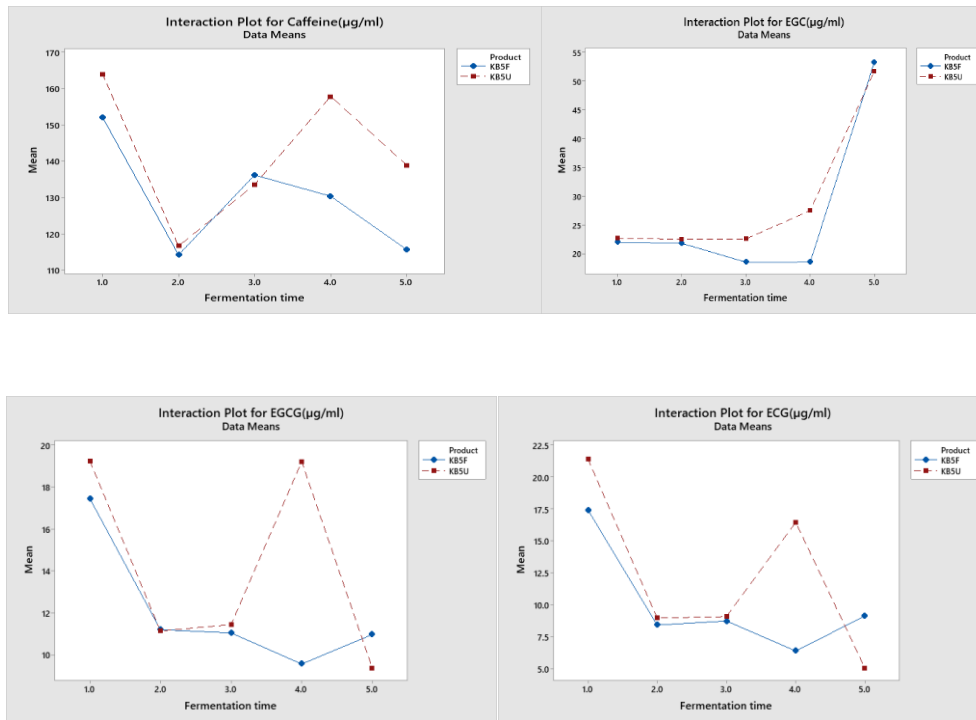 Interaction Plot for Caffeine(µg/ml)
Data Means
170
160
150
140
130
120
110
Mean
1.0 2.0 3.0 4.0 5.0
Fermentation time
Product
KB5F
KB5U
Interaction Plot for EGC(µg/ml)
Data Means
55
50
45
40
35
30
25
20
Mean
1.0 2.0 3.0 4.0 5.0
Fermentation time
Product
KB5F
KB5U
Interaction Plot for EGCG(µg/ml)
Data Means
20
18
16
14
12
10
Mean
1.0 2.0 3.0 4.0 5.0
Fermentation time
Product
KB5F
KB5U
Interaction Plot for ECG(µg/ml)
Data Means
22.5
20.0
17.5
15.0
12.5
10.0
7.5
5.0
Mean
1.0 2.0 3.0 4.0 5.0
Fermentation time
Product
KB5F
KB5U